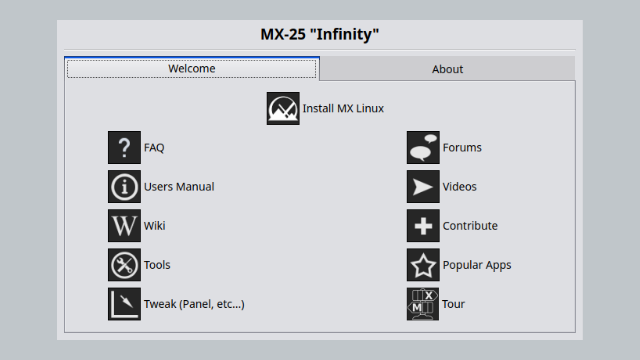 MX-25 "Infinity"
Welcome
About
Install MX Linux
FAQ
Forums
Users Manual
Videos
Wiki
Contribute
Tools
Popular Apps
Tweak (Panel, etc...)
Tour